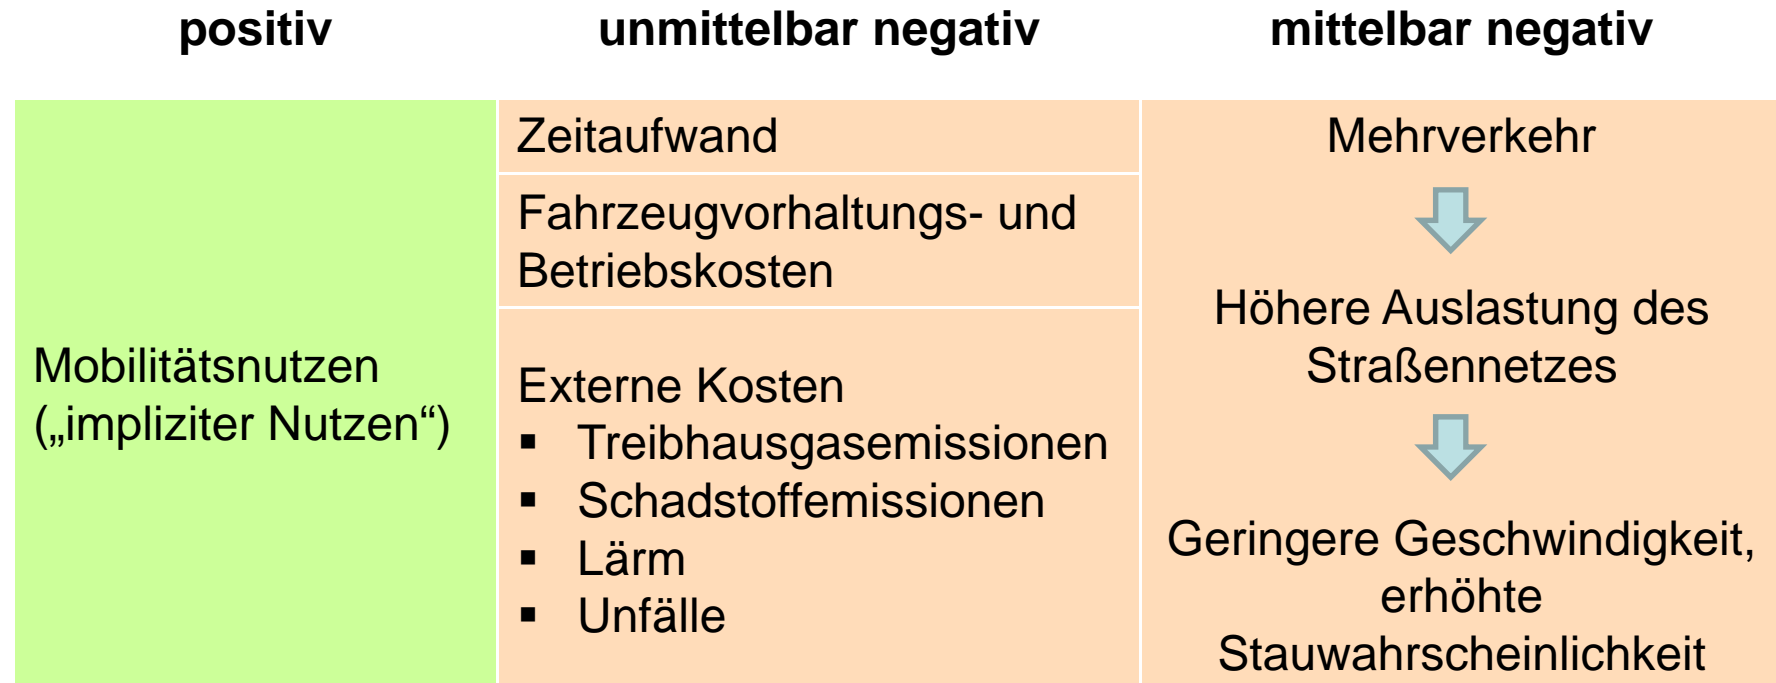 positiv
unmittelbar negativ
mittelbar negativ
Mobilitätsnutzen
(„impliziter Nutzen“)
Zeitaufwand
Fahrzeugvorhaltungs- und
Betriebskosten
Externe Kosten
▪ Treibhausgasemissionen
▪ Schadstoffemissionen
▪ Lärm
▪ Unfälle
Mehrverkehr
Höhere Auslastung des
Straßennetzes
Geringere Geschwindigkeit,
erhöhte
Stauwahrscheinlichkeit